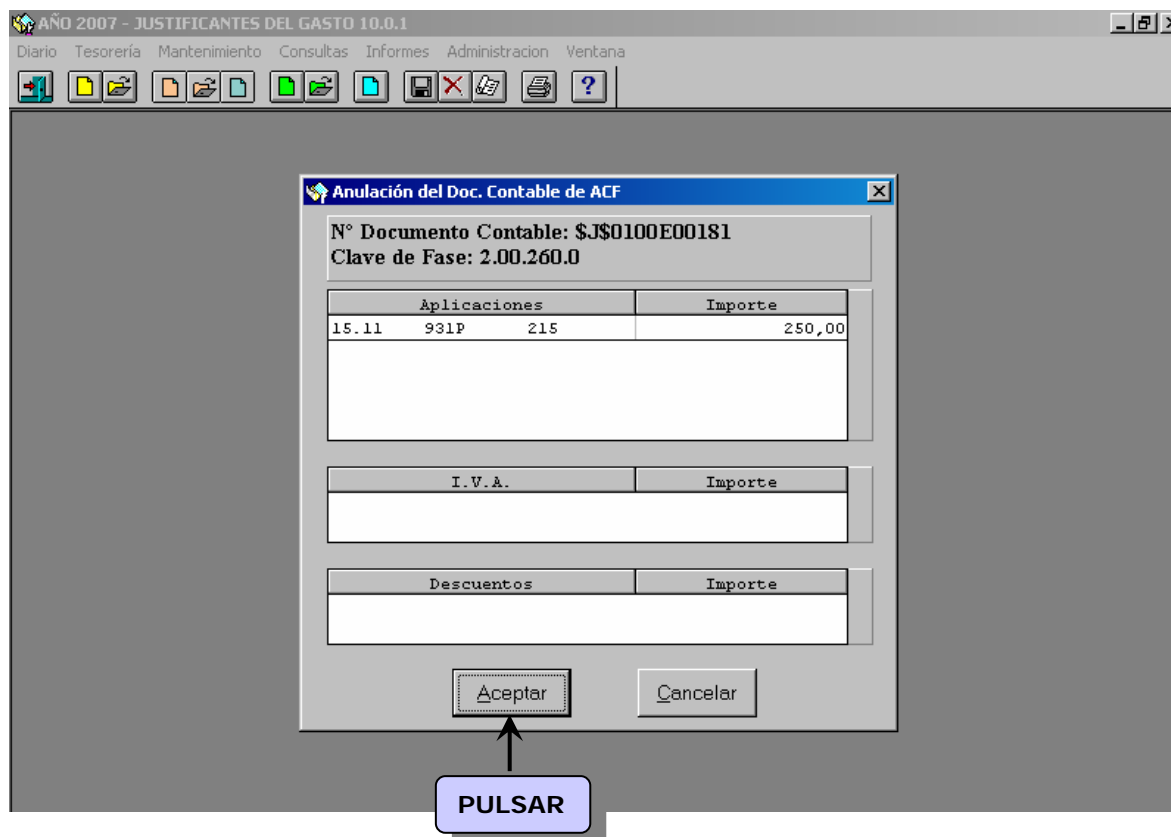 AÑO 2007 - JUSTIFICANTES DEL GASTO 10.0.1
Diario Tesorería Mantenimiento Consultas Informes Administracion Ventana
?
Anulación del Doc. Contable de ACF
N° Documento Contable: $J$0100E00181
Clave de Fase: 2.00.260.0
Aplicaciones Importe
15.11 931P 215 250,00
I.V.A. Importe
Descuentos Importe
Aceptar Cancelar
PULSAR